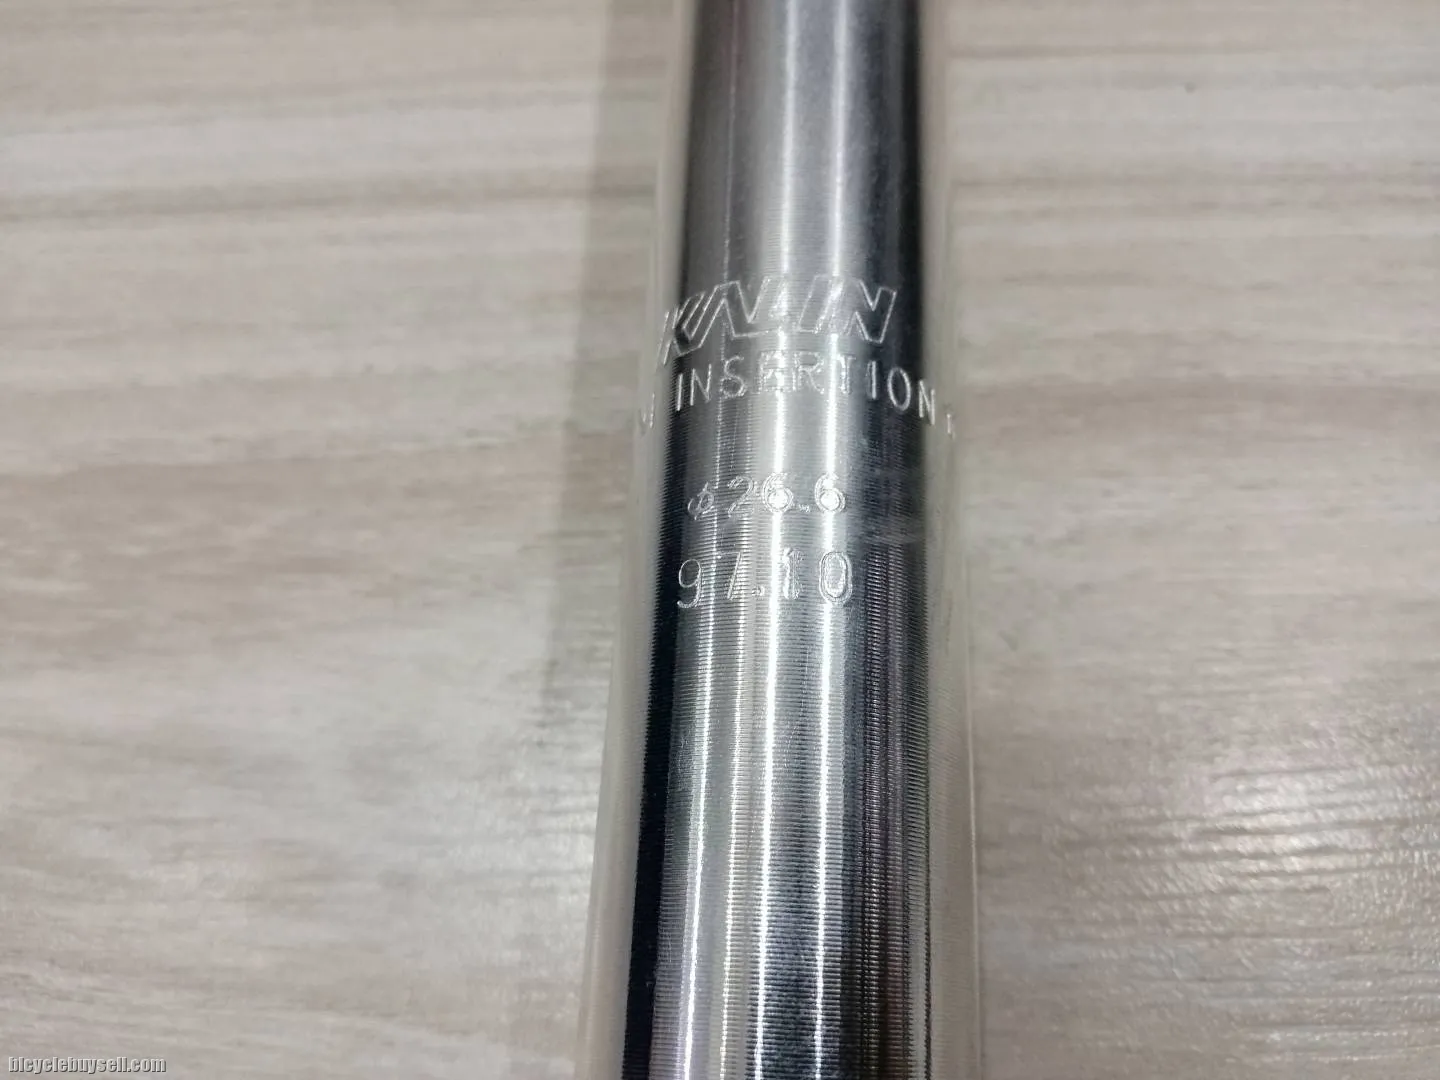 KALIN
INSERTION
ϕ26.6
97.10
bicyclebuysell.com